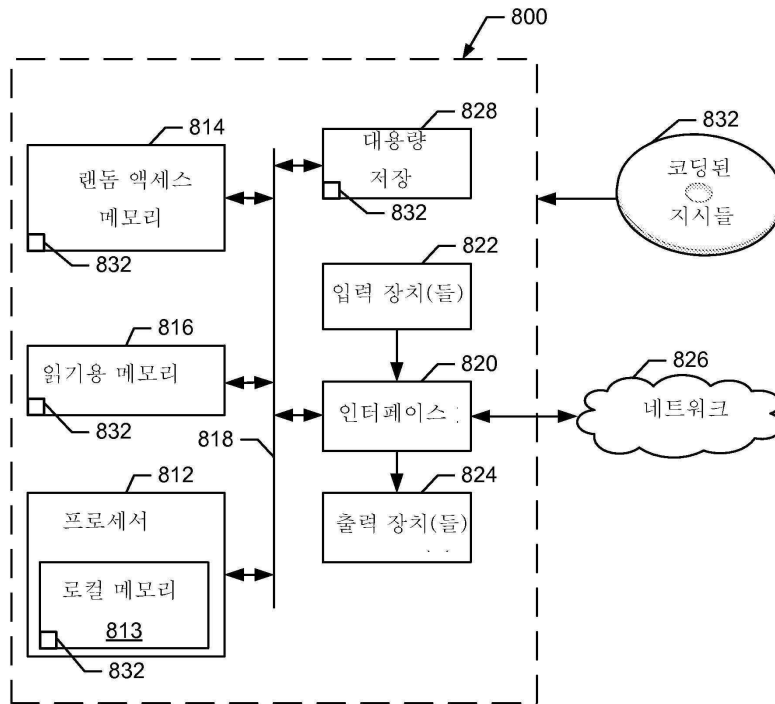 800
814
랜덤 액세스
메모리
832
828
대용량
저장
832
832
코딩된
지시들
822
입력 장치(들)
816
읽기용 메모리
832
818
820
인터페이스
826
네트워크
812
프로세서
로컬 메모리
813
832
824
출력 장치(들)